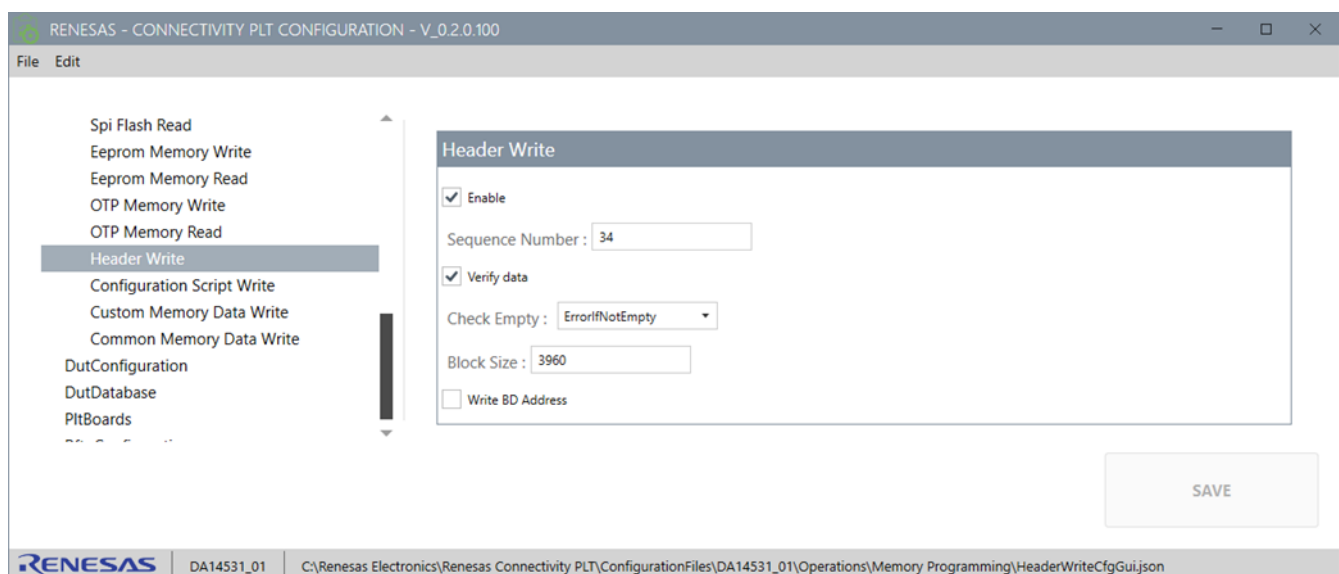 RENESAS - CONNECTIVITY PLT CONFIGURATION - V_0.2.0.100
File Edit
Spi Flash Read
Eeprom Memory Write
Eeprom Memory Read
OTP Memory Write
OTP Memory Read
Header Write
Configuration Script Write
Custom Memory Data Write
Common Memory Data Write
DutConfiguration
DutDatabase
PltBoards
Header Write
Enable
Sequence Number : 34
Verify data
Check Empty : ErrorIfNotEmpty
Block Size : 3960
Write BD Address
SAVE
RENESAS DA14531_01 C:\Renesas Electronics\Renesas Connectivity PLT\ConfigurationFiles\DA14531_01\Operations\Memory Programming\HeaderWriteCfgGui.json